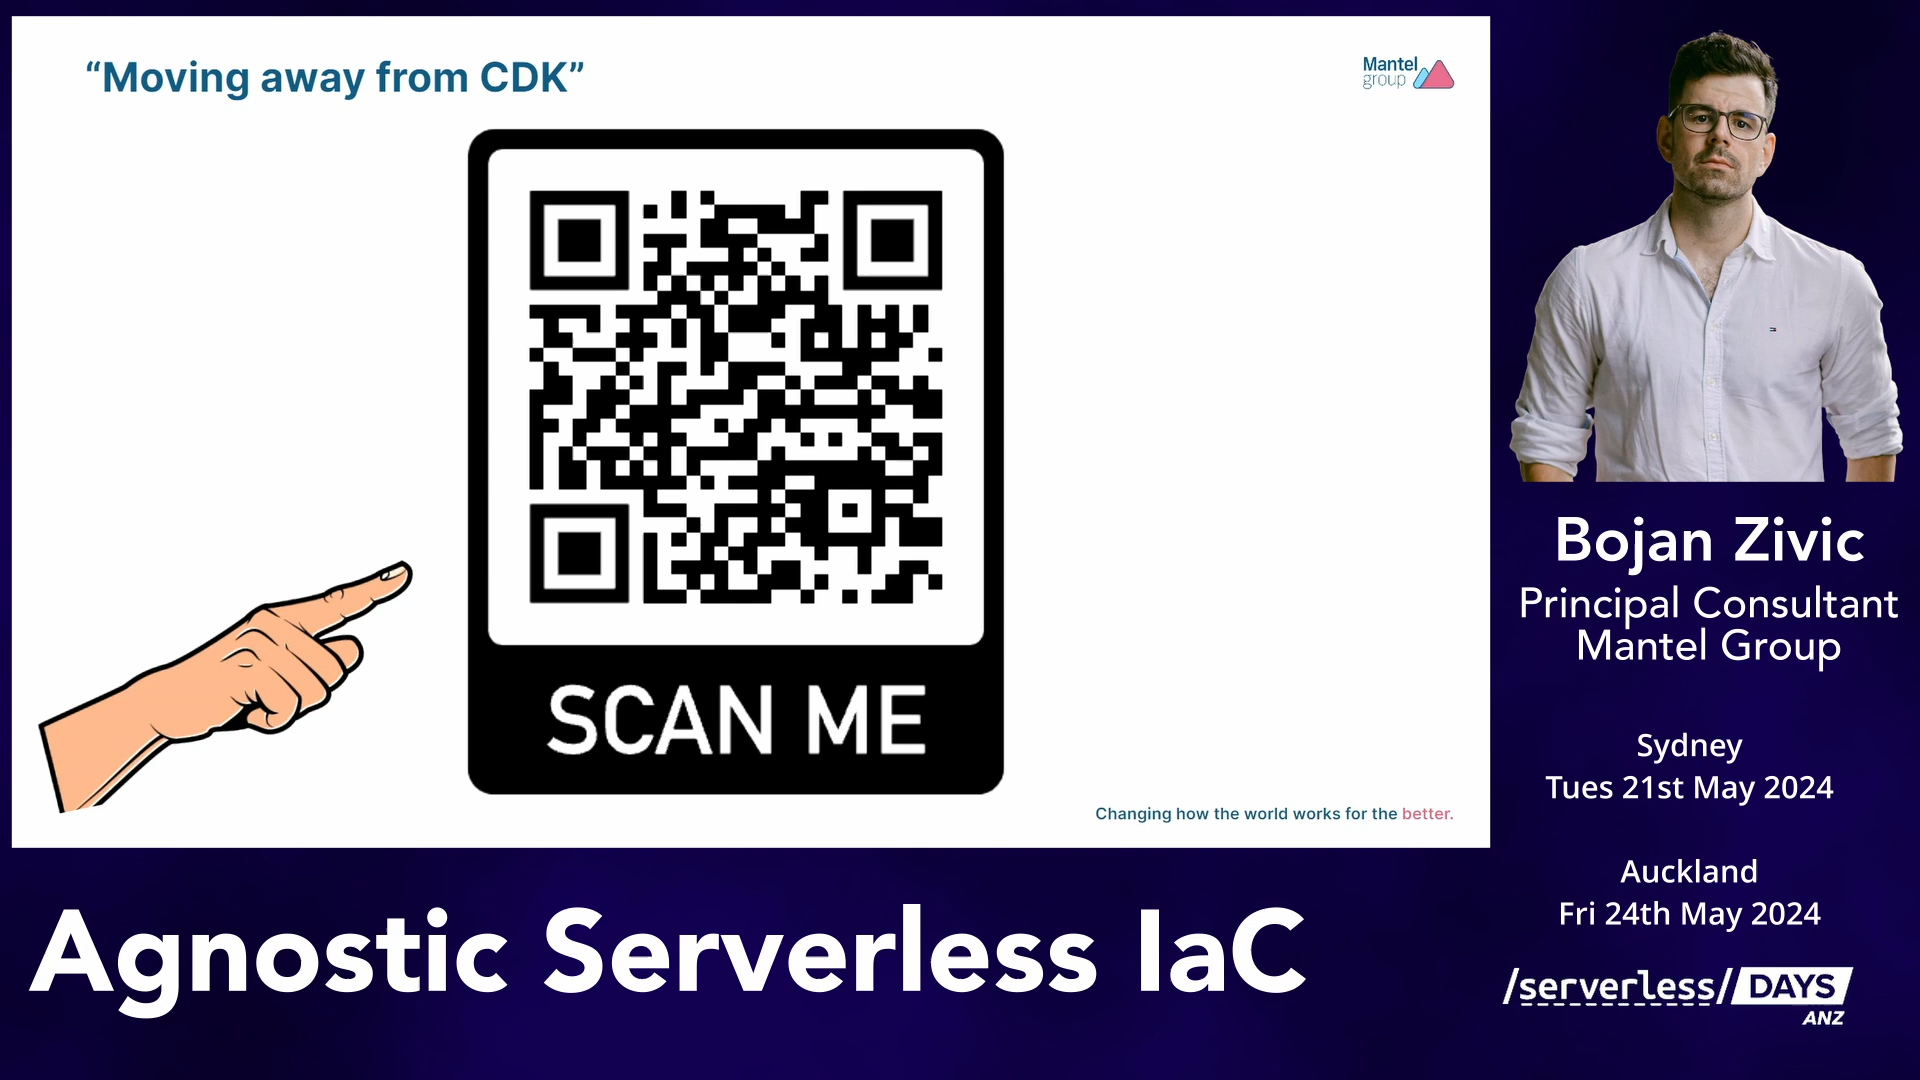 “Moving away from CDK”
Mantel
group
SCAN ME
Changing how the world works for the better.
Agnostic Serverless IaC
Bojan Zivic
Principal Consultant
Mantel Group
Sydney
Tues 21st May 2024
Auckland
Fri 24th May 2024
/serverless/ DAYS
ANZ